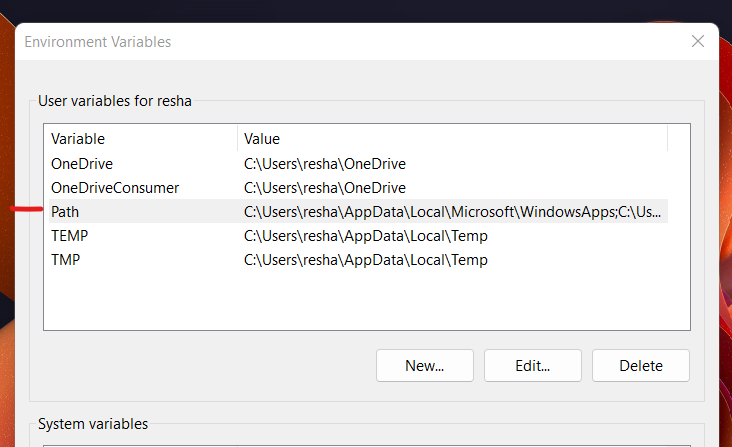 Environment Variables
User variables for resha
Variable Value
OneDrive C:\Users\resha\OneDrive
OneDriveConsumer C:\Users\resha\OneDrive
Path C:\Users\resha\AppData\Local\Microsoft\WindowsApps;C:\Us...
TEMP C:\Users\resha\AppData\Local\Temp
TMP C:\Users\resha\AppData\Local\Temp
New... Edit... Delete
System variables